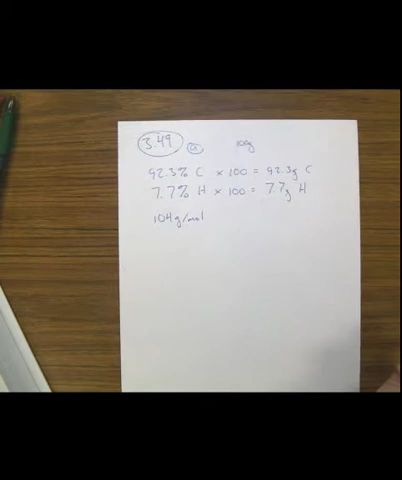 3.49 100g
92.3% C x 100 = 92.3g C
7.7% H x 100 = 7.7g H
104g/mol